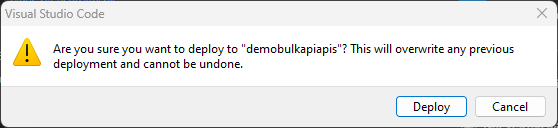 Visual Studio Code
Are you sure you want to deploy to "demobulkapiapis"? This will overwrite any previous
deployment and cannot be undone.
Deploy
Cancel